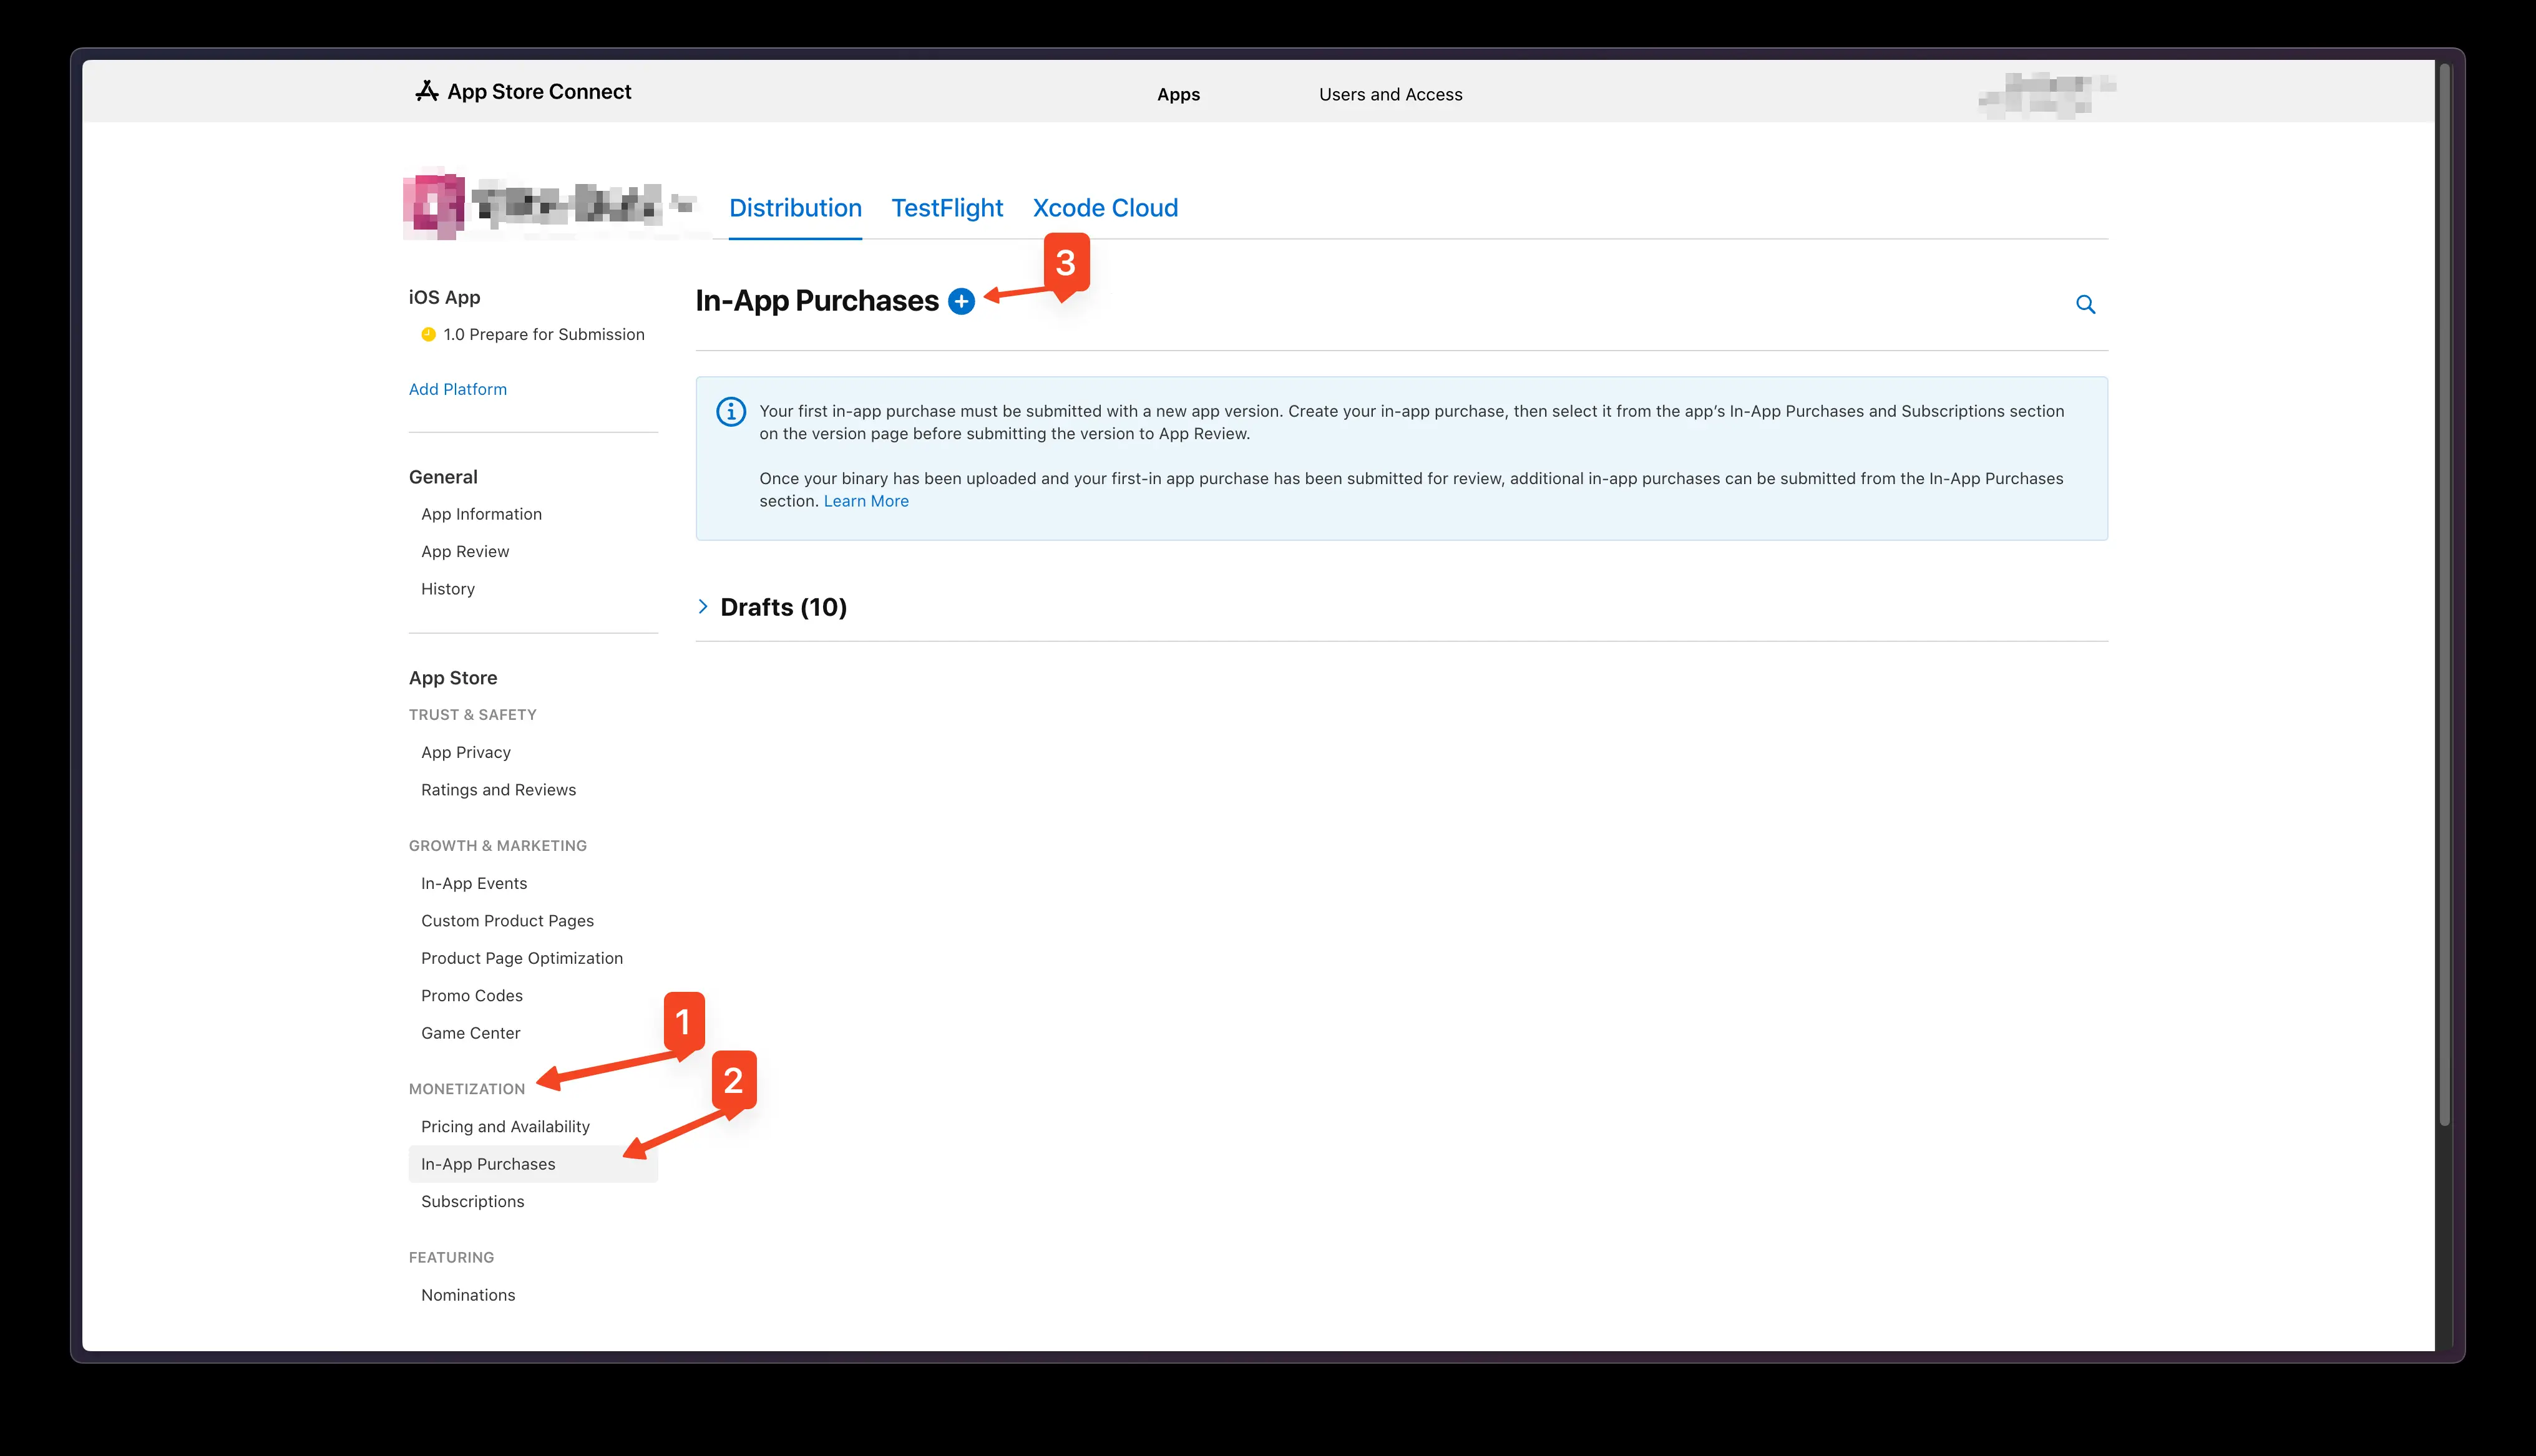 App Store Connect
Apps
Users and Access
Distribution
TestFlight
Xcode Cloud
3
iOS App
1.0 Prepare for Submission
Add Platform
General
App Information
App Review
History
App Store
TRUST & SAFETY
App Privacy
Ratings and Reviews
GROWTH & MARKETING
In-App Events
Custom Product Pages
Product Page Optimization
Promo Codes
Game Center
1
2
MONETIZATION
Pricing and Availability
In-App Purchases
Subscriptions
FEATURING
Nominations
In-App Purchases
Your first in-app purchase must be submitted with a new app version. Create your in-app purchase, then select it from the app’s In-App Purchases and Subscriptions section
on the version page before submitting the version to App Review.
Once your binary has been uploaded and your first-in app purchase has been submitted for review, additional in-app purchases can be submitted from the In-App Purchases
section. Learn More
Drafts (10)